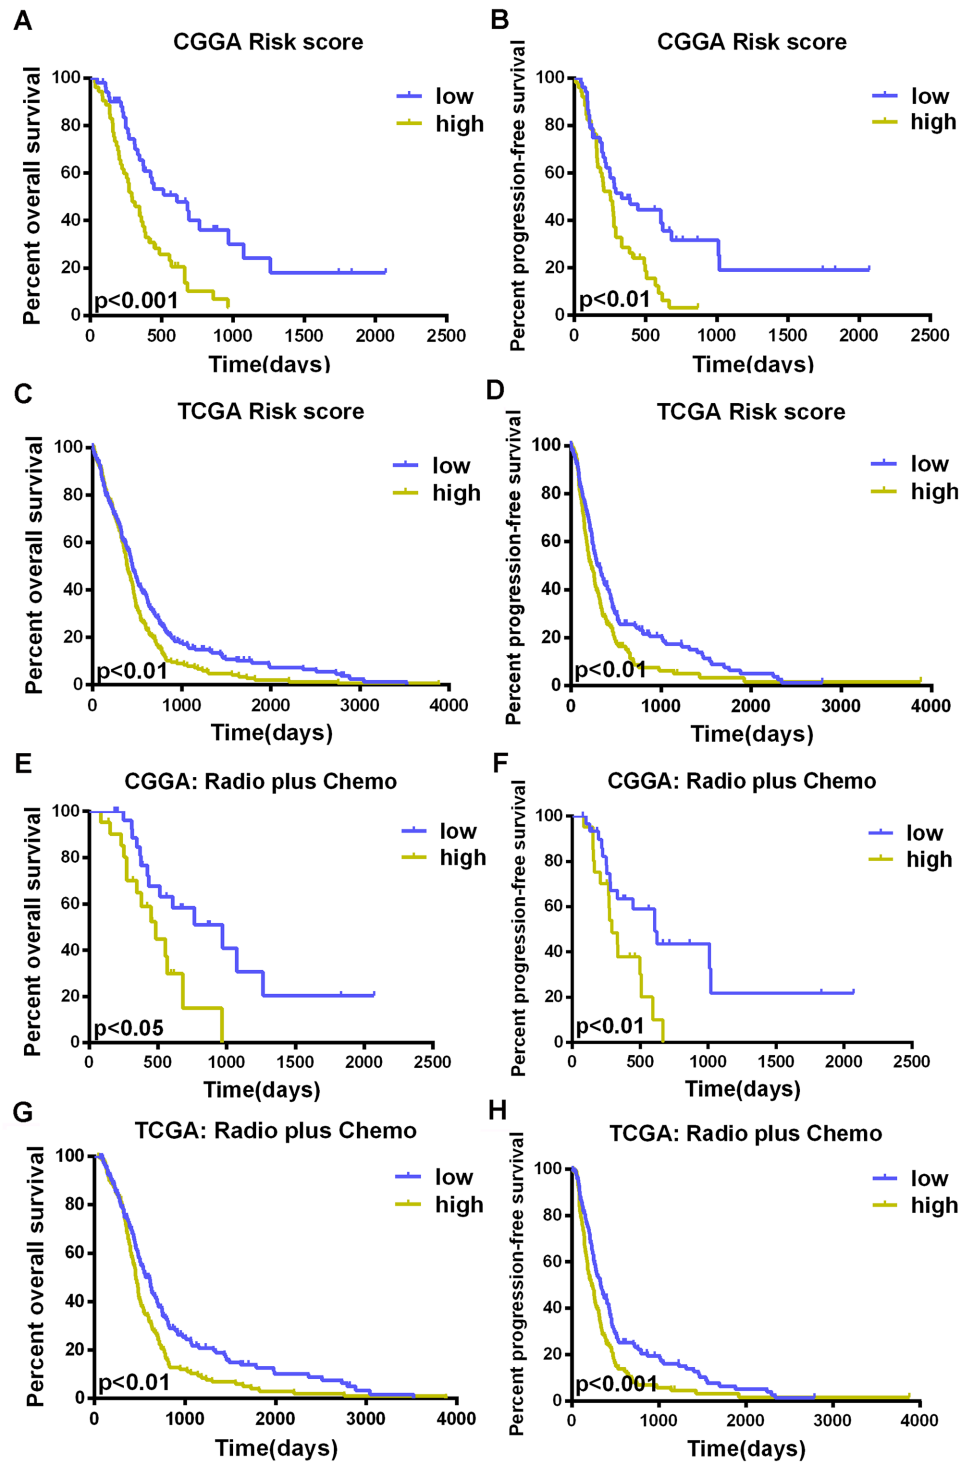 A
CGGA Risk score
Percent overall survival
100
80
60
40
20
0
low
high
p<0.001
0 500 1000 1500 2000 2500
Time(days)
B
CGGA Risk score
Percent progression-free survival
100
80
60
40
20
0
low
high
p<0.01
0 500 1000 1500 2000 2500
Time(days)
C
TCGA Risk score
Percent overall survival
100
80
60
40
20
0
low
high
p<0.01
0 1000 2000 3000 4000
Time(days)
D
TCGA Risk score
Percent progression-free survival
100
80
60
40
20
0
low
high
p<0.01
0 1000 2000 3000 4000
Time(days)
E
CGGA: Radio plus Chemo
Percent overall survival
100
80
60
40
20
0
low
high
p<0.05
0 500 1000 1500 2000 2500
Time(days)
F
CGGA: Radio plus Chemo
Percent progression-free survival
100
80
60
40
20
0
low
high
p<0.01
0 500 1000 1500 2000 2500
Time(days)
G
TCGA: Radio plus Chemo
Percent overall survival
100
80
60
40
20
0
low
high
p<0.01
0 1000 2000 3000 4000
Time(days)
H
TCGA: Radio plus Chemo
Percent progression-free survival
100
80
60
40
20
0
low
high
p<0.001
0 1000 2000 3000 4000
Time(days)